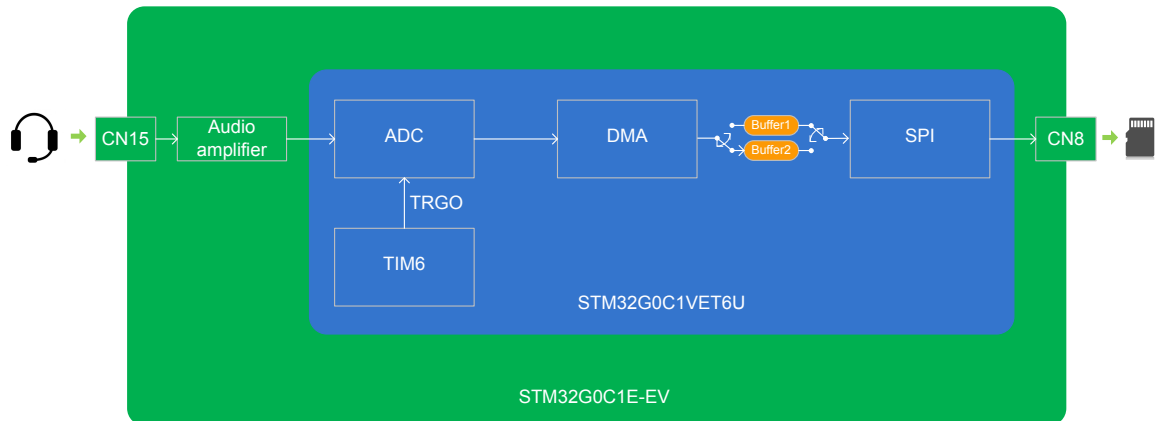 CN15
Audio
amplifier
ADC
DMA
Buffer1
Buffer2
SPI
CN8
TRGO
TIM6
STM32G0C1VET6U
STM32G0C1E-EV